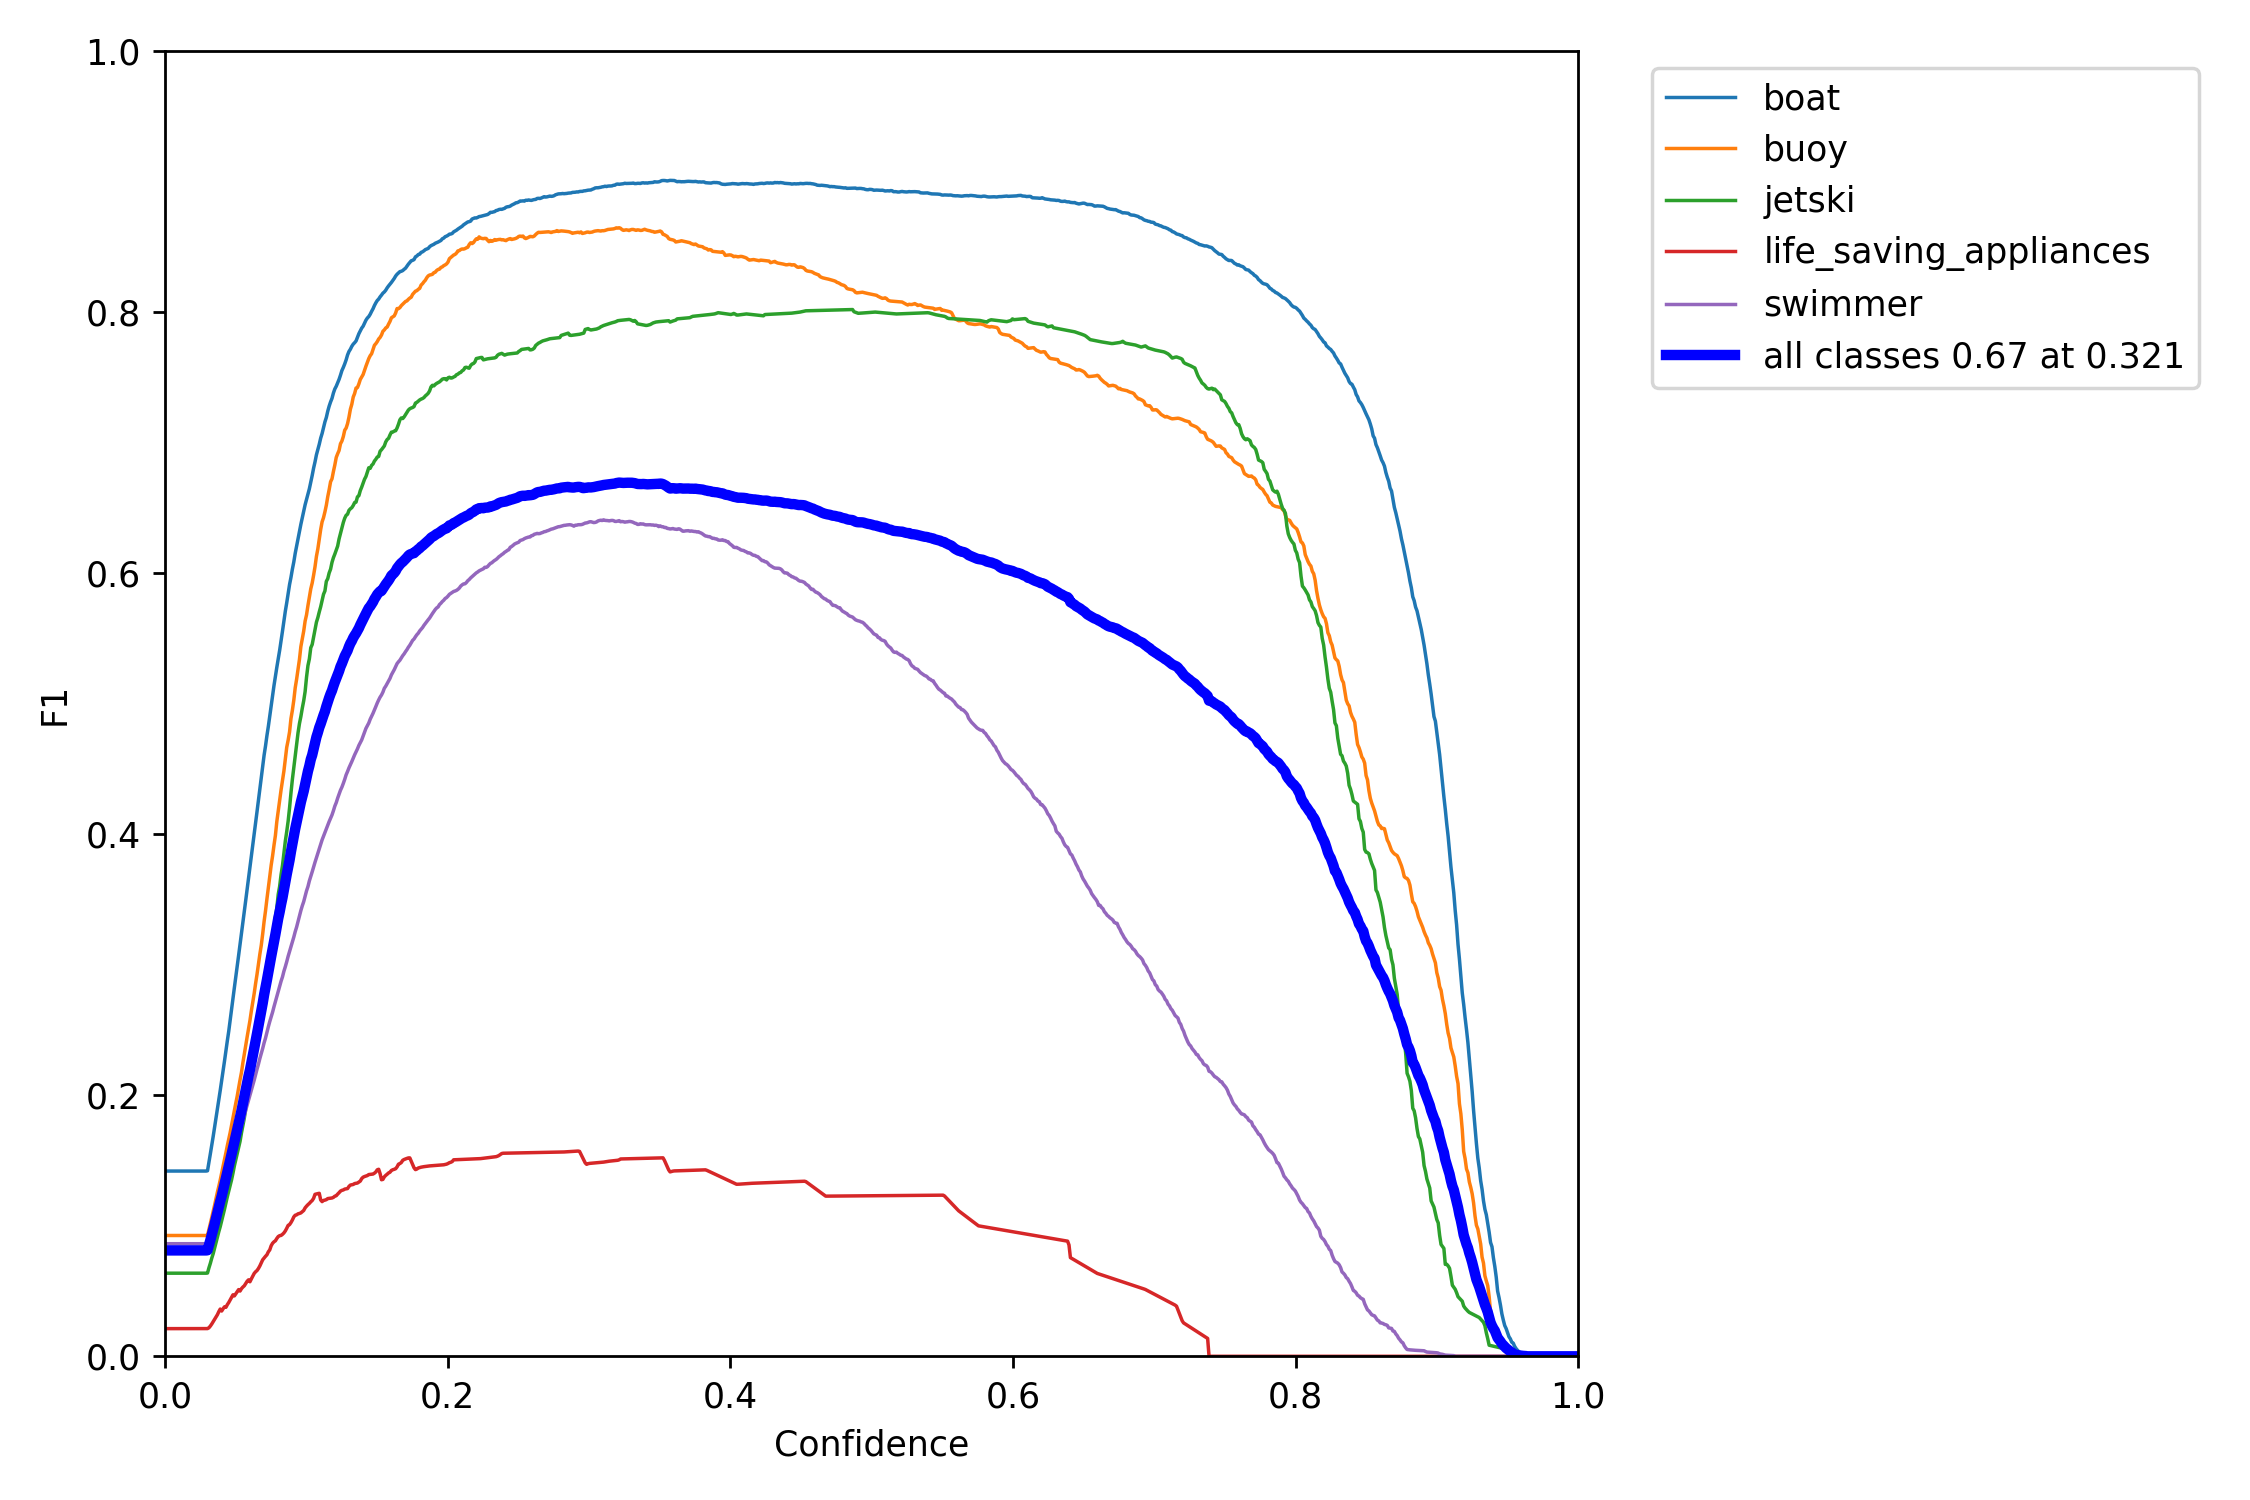 1.0
0.8
0.6
0.4
0.2
0.0
F1
0.0 0.2 0.4 0.6 0.8 1.0
Confidence
boat
buoy
jetski
life_saving_appliances
swimmer
all classes 0.67 at 0.321